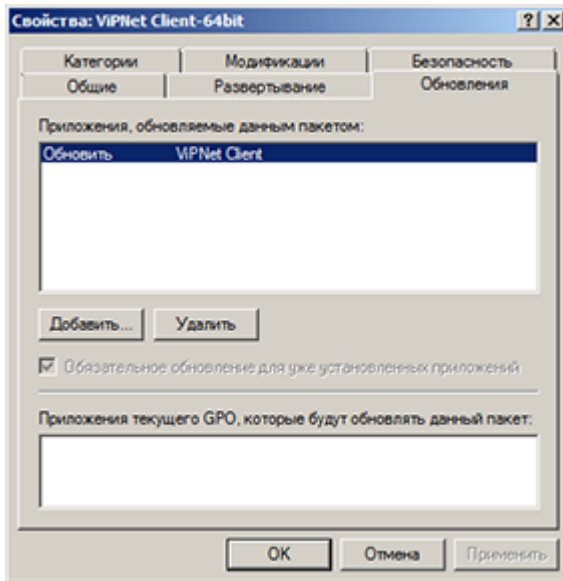 Свойства: ViPNet Client-64bit
Категории Модификации Безопасность
Общие Развертывание Обновления
Приложения, обновляемые данным пакетом:
Обновить ViPNet Client
Добавить... Удалить
Обязательное обновление для уже установленных приложений
Приложения текущего GPO, которые будут обновлять данный пакет:
OK Отмена Применить